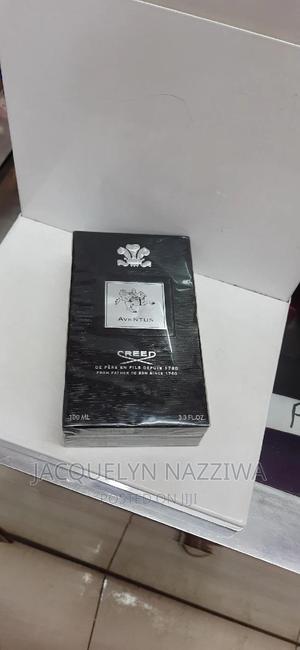 AVENTUS
CREED
DE PÈRE EN FILS DEPUIS 1760
FROM FATHER TO SON SINCE 1760
100 ML 3.3 FL.OZ.
JACQUELYN NAZZIWA
POSTED ON JIJI